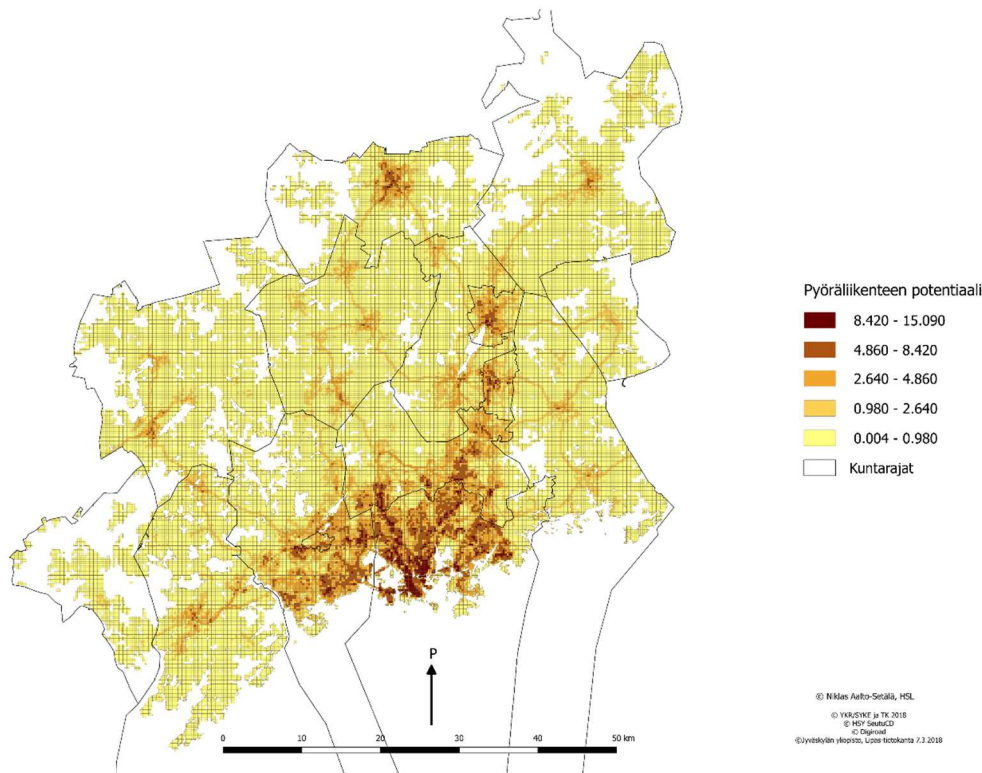 Pyöräliikenteen potentiaali
8.420 - 15.090
4.860 - 8.420
2.640 - 4.860
0.980 - 2.640
0.004 - 0.980
Kuntarajat
P
0 10 20 30 40 50 km
© Niklas Aalto-Setälä, HSL
© YKR/SYKE ja TK 2018
© HSY SeutuCD
© Digiroad
©Jyväskylän yliopisto, Lipas-tietokanta 7.3.2018